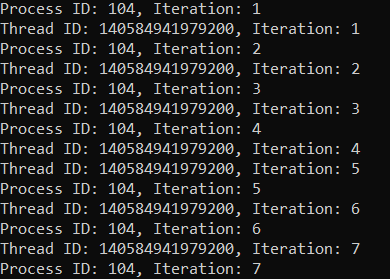 Process ID: 104, Iteration: 1
Thread ID: 140584941979200, Iteration: 1
Process ID: 104, Iteration: 2
Thread ID: 140584941979200, Iteration: 2
Process ID: 104, Iteration: 3
Thread ID: 140584941979200, Iteration: 3
Process ID: 104, Iteration: 4
Thread ID: 140584941979200, Iteration: 4
Thread ID: 140584941979200, Iteration: 5
Process ID: 104, Iteration: 5
Thread ID: 140584941979200, Iteration: 6
Process ID: 104, Iteration: 6
Thread ID: 140584941979200, Iteration: 7
Process ID: 104, Iteration: 7